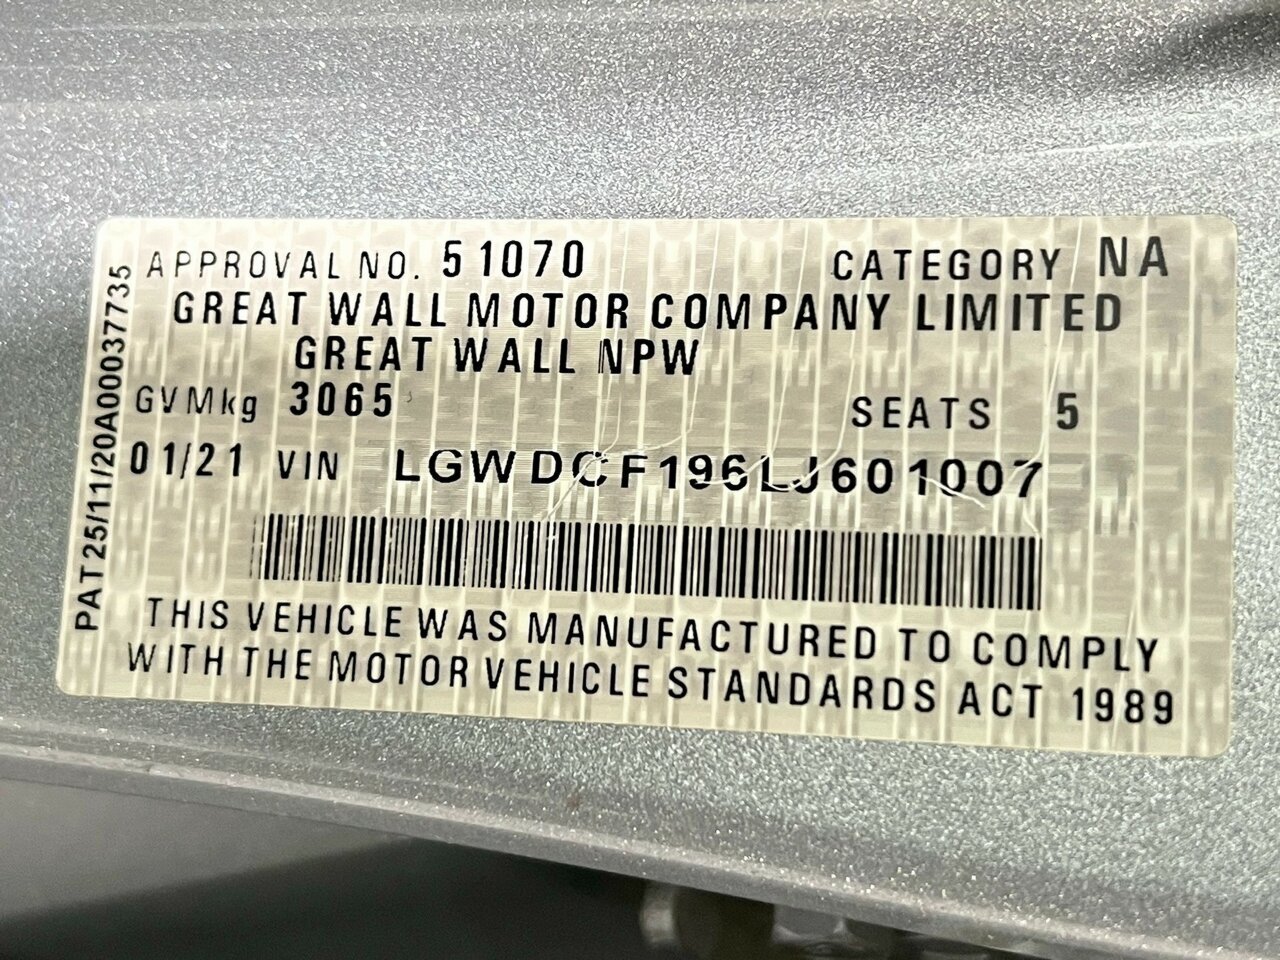 APPROVAL NO. 51070 CATEGORY NA
GREAT WALL MOTOR COMPANY LIMITED
GREAT WALL NPW
GVMkg 3065 SEATS 5
01/21 VIN LGWDCF196LJ601007
THIS VEHICLE WAS MANUFACTURED TO COMPLY
WITH THE MOTOR VEHICLE STANDARDS ACT 1989
PAT25/11/20A00037735